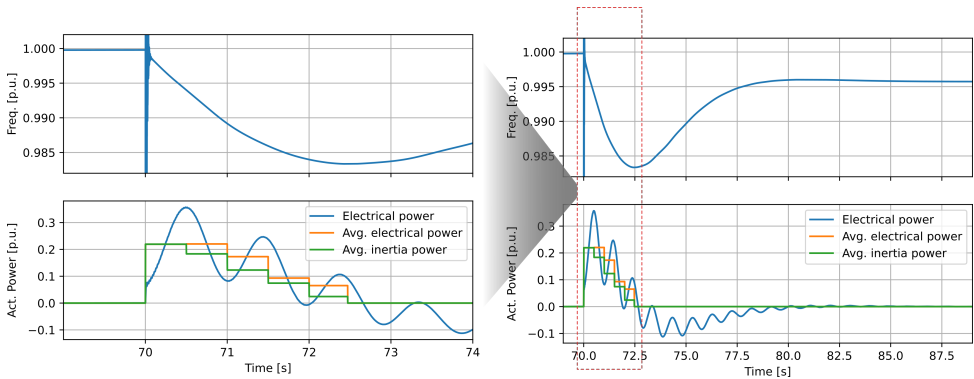 1.000
0.995
0.990
0.985
Freq. [p.u.]
0.3
0.2
0.1
0.0
−0.1
Act. Power [p.u.]
Electrical power
Avg. electrical power
Avg. inertia power
70 71 72 73 74
Time [s]
1.000
0.995
0.990
0.985
Freq. [p.u.]
0.3
0.2
0.1
0.0
−0.1
Act. Power [p.u.]
Electrical power
Avg. electrical power
Avg. inertia power
70.0 72.5 75.0 77.5 80.0 82.5 85.0 87.5
Time [s]